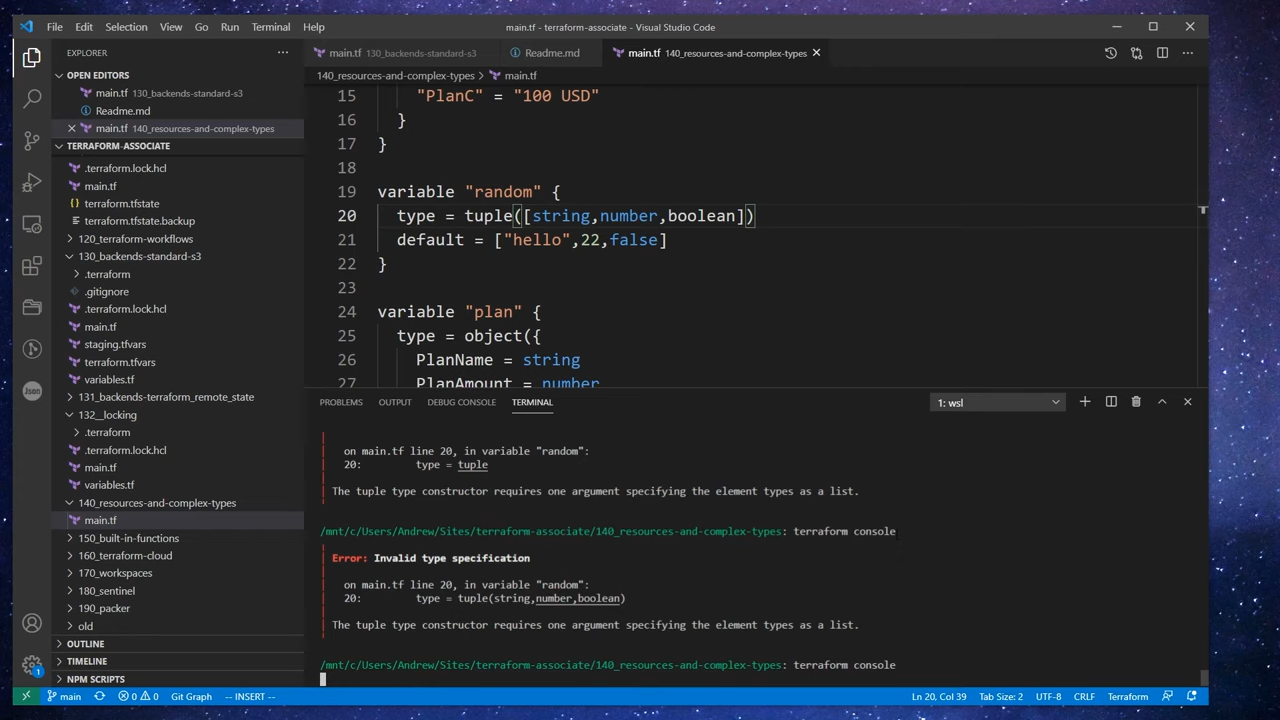 File Edit Selection View Go Run Terminal Help
main.tf - terraform-associate - Visual Studio Code
EXPLORER
OPEN EDITORS
main.tf 130_backends-standard-s3
Readme.md
main.tf 140_resources-and-complex-types
TERRAFORM-ASSOCIATE
.terraform.lock.hcl
main.tf
terraform.tfstate
terraform.tfstate.backup
120_terraform-workflows
130_backends-standard-s3
.terraform
.gitignore
.terraform.lock.hcl
main.tf
staging.tfvars
terraform.tfvars
variables.tf
131_backends-terraform_remote_state
132__locking
.terraform
.terraform.lock.hcl
main.tf
variables.tf
140_resources-and-complex-types
main.tf
150_built-in-functions
160_terraform-cloud
170_workspaces
180_sentinel
190_packer
old
OUTLINE
TIMELINE
NPM SCRIPTS
Json
1
main.tf 130_backends-standard-s3
Readme.md
main.tf 140_resources-and-complex-types
140_resources-and-complex-types > main.tf
15 "PlanC" = "100 USD"
16 }
17 }
18
19 variable "random" {
20 type = tuple([string,number,boolean])
21 default = ["hello",22,false]
22 }
23
24 variable "plan" {
25 type = object({
26 PlanName = string
27 PlanAmount = number
PROBLEMS OUTPUT DEBUG CONSOLE TERMINAL
1: wsl
on main.tf line 20, in variable "random":
20: type = tuple
The tuple type constructor requires one argument specifying the element types as a list.
/mnt/c/Users/Andrew/Sites/terraform-associate/140_resources-and-complex-types: terraform console
Error: Invalid type specification
on main.tf line 20, in variable "random":
20: type = tuple(string,number,boolean)
The tuple type constructor requires one argument specifying the element types as a list.
/mnt/c/Users/Andrew/Sites/terraform-associate/140_resources-and-complex-types: terraform console
main 0 0 Git Graph -- INSERT --
Ln 20, Col 39 Tab Size: 2 UTF-8 CRLF Terraform